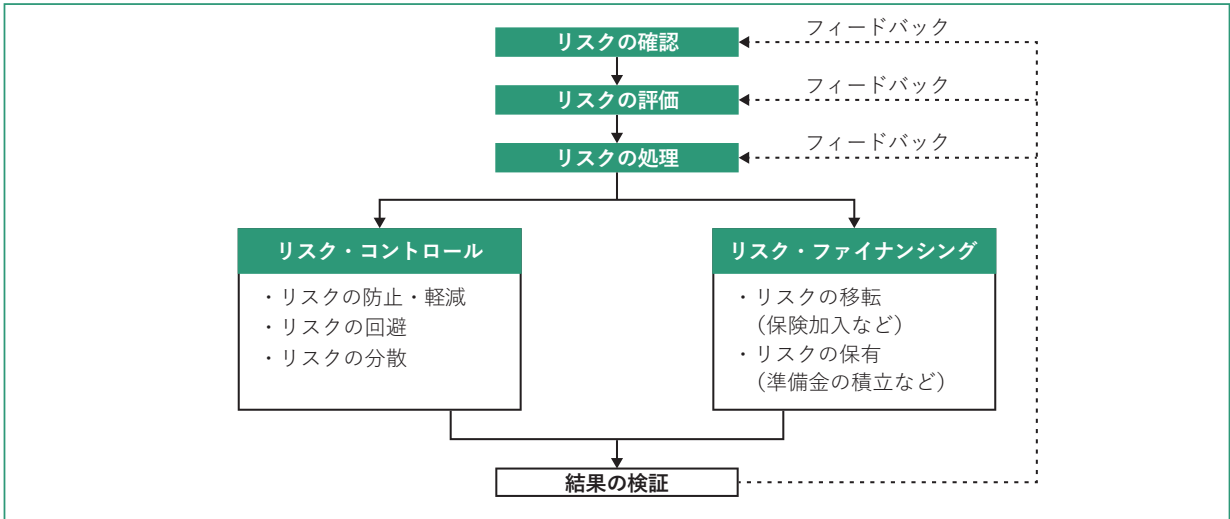 リスクの確認
フィードバック
リスクの評価
フィードバック
リスクの処理
フィードバック
リスク・コントロール
・リスクの防止・軽減
・リスクの回避
・リスクの分散
リスク・ファイナンシング
・リスクの移転
（保険加入など）
・リスクの保有
（準備金の積立など）
結果の検証